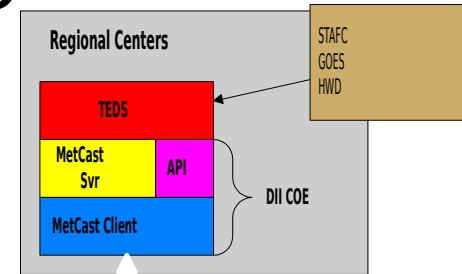 Regional Centers
STAFC
GOES
HWD
TEDS
MetCast
Svr
API
DII COE
MetCast Client